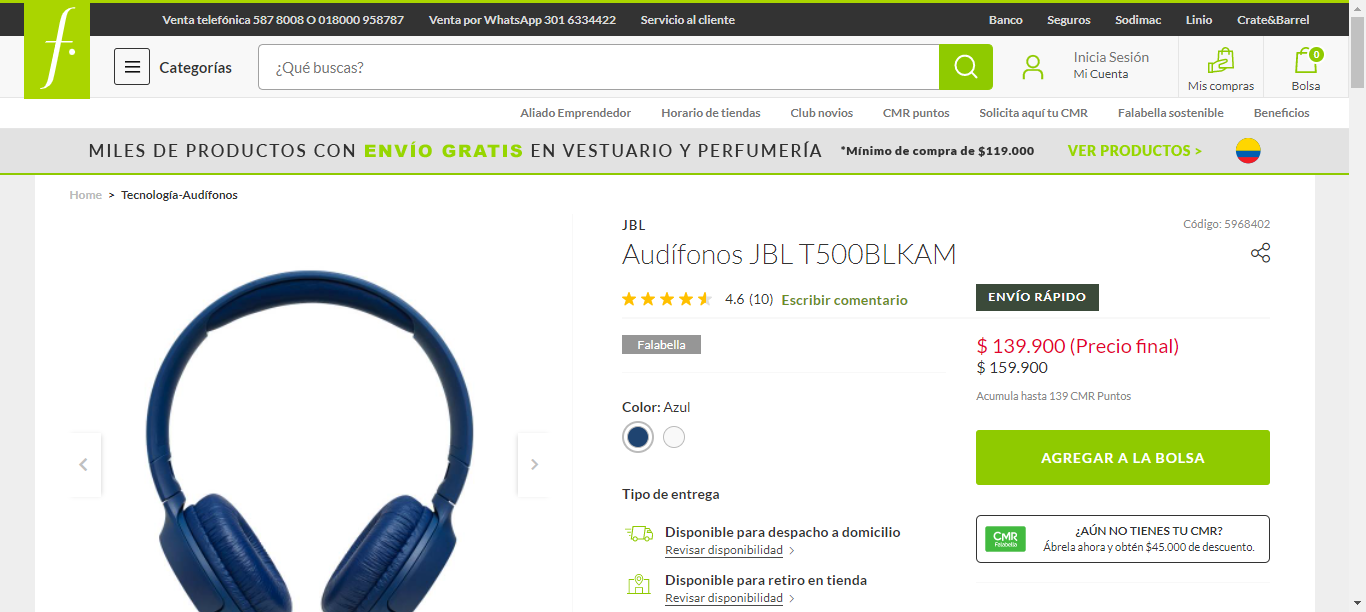 Venta telefónica 587 8008 O 018000 958787 Venta por WhatsApp 301 6334422 Servicio al cliente Banco Seguros Sodimac Linio Crate&Barrel
f.
Categorías ¿Qué buscas? Inicia Sesión
Mi Cuenta
Mis compras
0
Bolsa
Aliado Emprendedor Horario de tiendas Club novios CMR puntos Solicita aquí tu CMR Falabella sostenible Beneficios
MILES DE PRODUCTOS CON ENVÍO GRATIS EN VESTUARIO Y PERFUMERÍA *Mínimo de compra de $119.000 VER PRODUCTOS >
Home > Tecnología-Audífonos
JBL Código: 5968402
Audífonos JBL T500BLKAM
4.6 (10) Escribir comentario ENVÍO RÁPIDO
Falabella
$ 139.900 (Precio final)
$ 159.900
Acumula hasta 139 CMR Puntos
Color: Azul
AGREGAR A LA BOLSA
Tipo de entrega
Disponible para despacho a domicilio
Revisar disponibilidad >
Disponible para retiro en tienda
Revisar disponibilidad >
CMR
Falabella
¿AÚN NO TIENES TU CMR?
Ábrela ahora y obtén $45.000 de descuento.